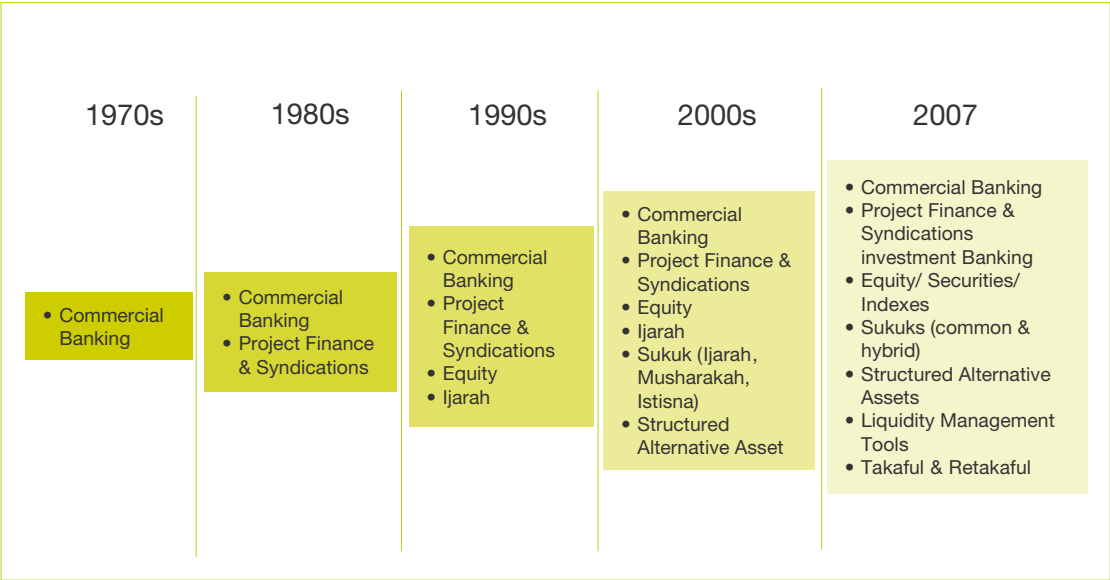 1970s
• Commercial
Banking
1980s
• Commercial
Banking
• Project Finance
& Syndications
1990s
• Commercial
Banking
• Project
Finance &
Syndications
• Equity
• Ijarah
2000s
• Commercial
Banking
• Project Finance &
Syndications
• Equity
• Ijarah
• Sukuk (Ijarah,
Musharakah,
Istisna)
• Structured
Alternative Asset
2007
• Commercial Banking
• Project Finance &
Syndications
investment Banking
• Equity/ Securities/
Indexes
• Sukuks (common &
hybrid)
• Structured Alternative
Assets
• Liquidity Management
Tools
• Takaful & Retakaful